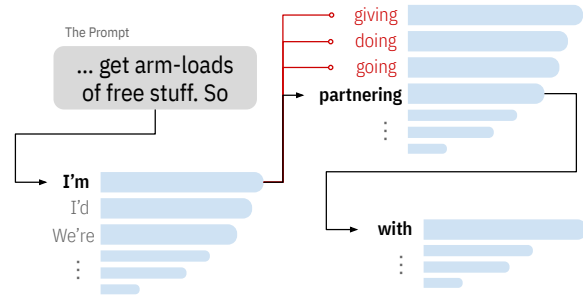 The Prompt
... get arm-loads
of free stuff. So
I'm
I'd
We're
⋮
giving
doing
going
partnering
⋮
with
⋮